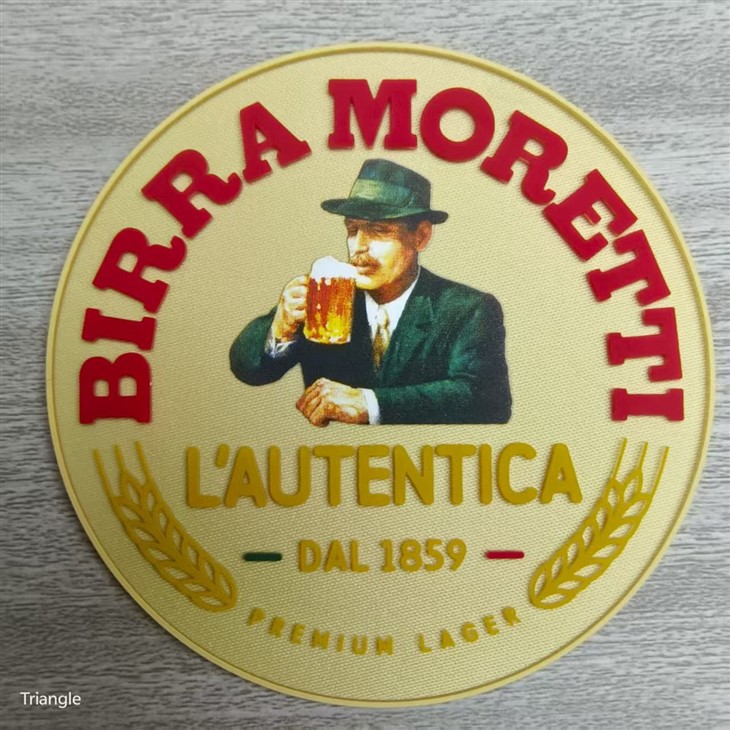 BIRRA MORETTI
L'AUTENTICA
DAL 1859
PREMIUM LAGER
Triangle